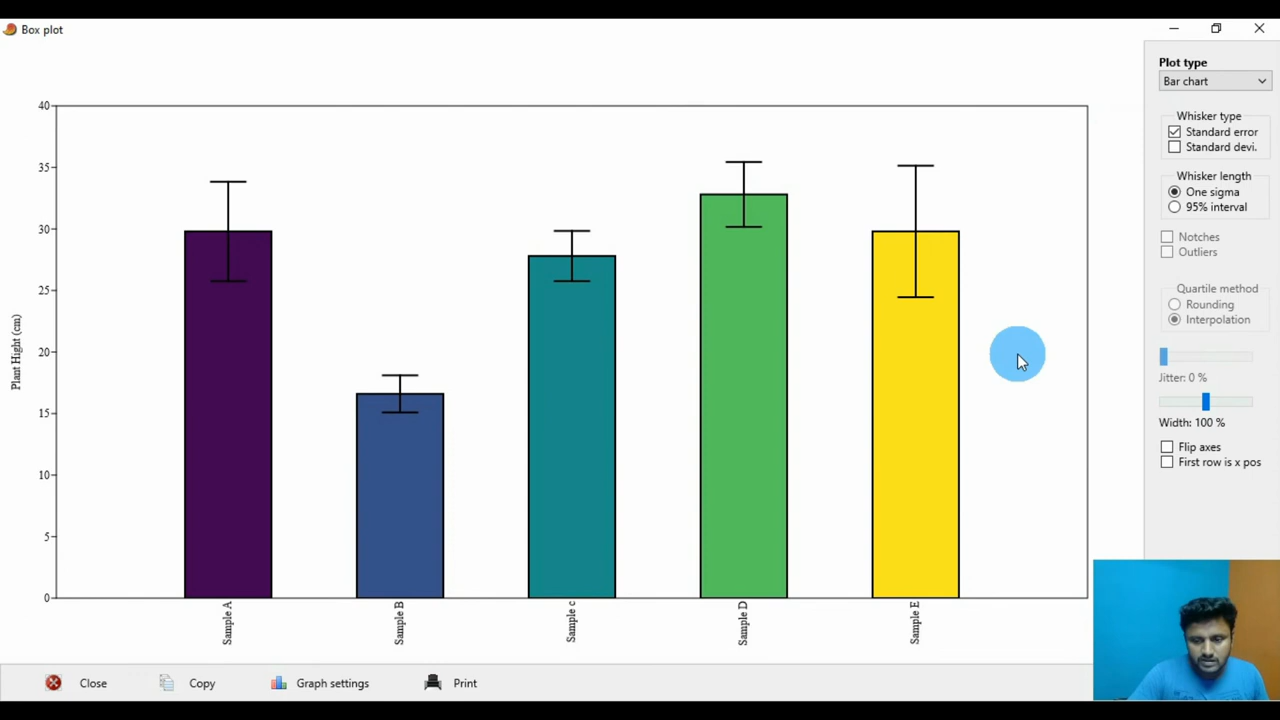 Box plot
Plot type
Bar chart
Whisker type
Standard error
Standard devi.
Whisker length
One sigma
95% interval
Notches
Outliers
Quartile method
Rounding
Interpolation
Jitter: 0 %
Width: 100 %
Flip axes
First row is x pos
Plant Hight (cm)
40
35
30
25
20
15
10
5
0
Sample A
Sample B
Sample c
Sample D
Sample E
Close
Copy
Graph settings
Print